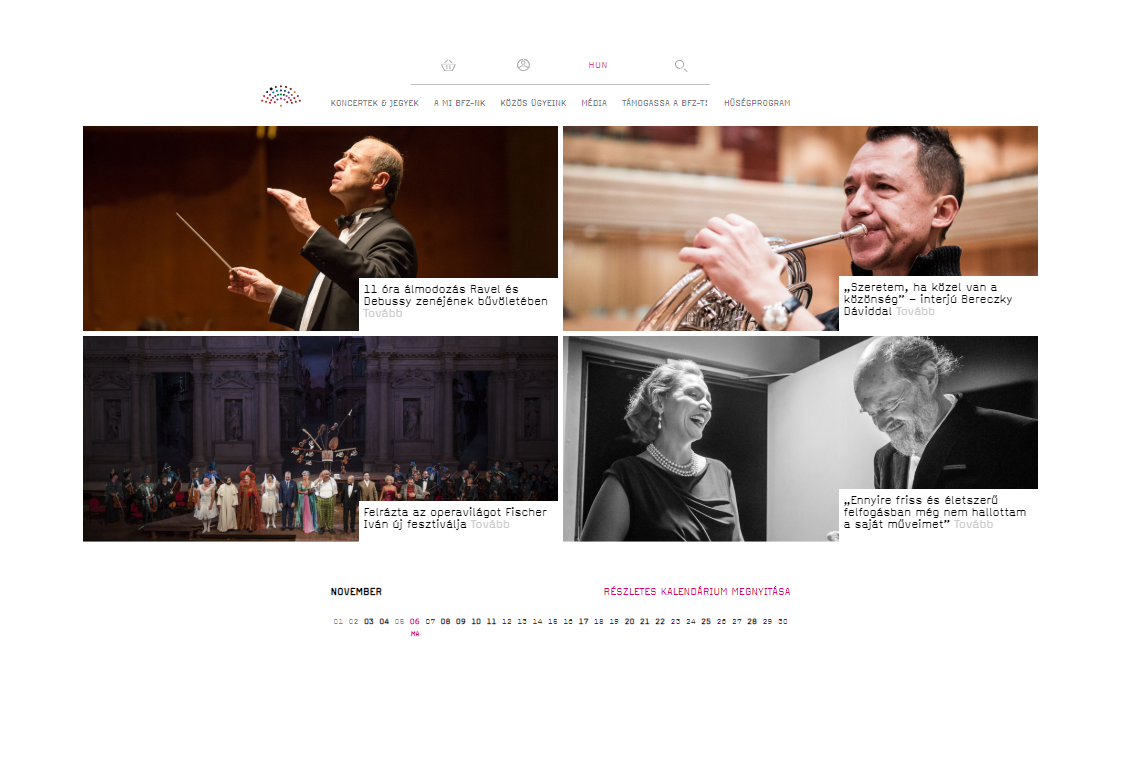 HUN
KONCERTEK & JEGYEK A MI BFZ-NK KÖZÖS ÜGYEINK MÉDIA TÁMOGASSA A BFZ-T! HŰSÉGPROGRAM
11 óra álmodozás Ravel és
Debussy zenéjének bűvöletében
Tovább
„Szeretem, ha közel van a
közönség” – interjú Bereczky
Dáviddal Tovább
Felrázta az operavilágot Fischer
Iván új fesztiválja Tovább
„Ennyire friss és életszerű
felfogásban még nem hallottam
a saját műveimet” Tovább
NOVEMBER RÉSZLETES KALENDÁRIUM MEGNYITÁSA
01 02 03 04 05 06 07 08 09 10 11 12 13 14 15 16 17 18 19 20 21 22 23 24 25 26 27 28 29 30
MA